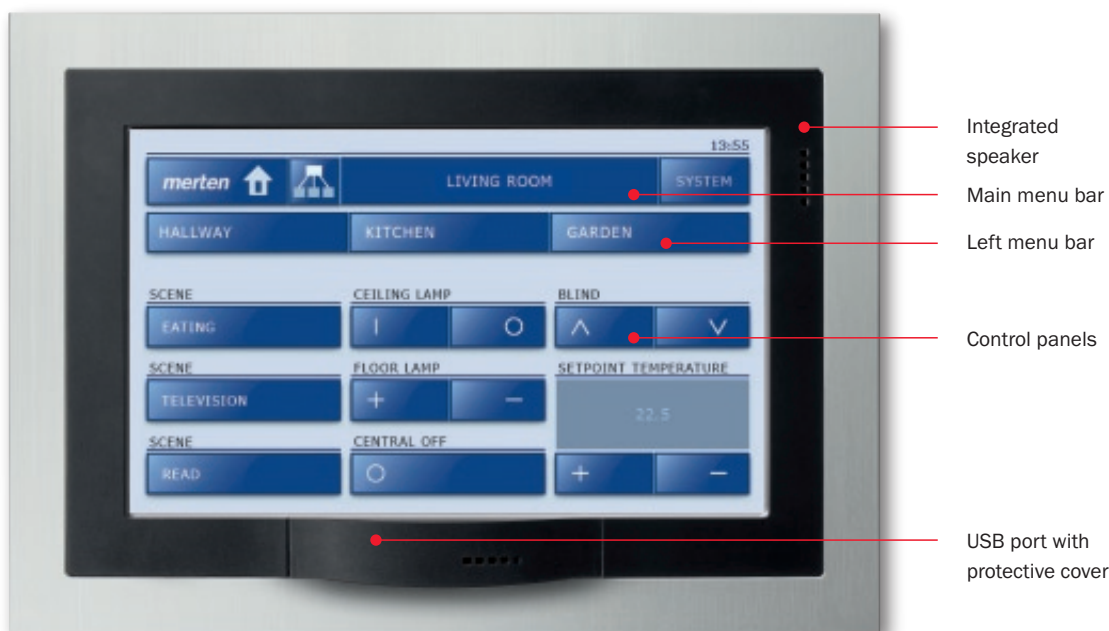 13:55
merten LIVING ROOM SYSTEM
HALLWAY KITCHEN GARDEN
SCENE CEILING LAMP BLIND
EATING | O ∧ ∨
SCENE FLOOR LAMP SETPOINT TEMPERATURE
TELEVISION + −
22.5
SCENE CENTRAL OFF
READ O + −
Integrated
speaker
Main menu bar
Left menu bar
Control panels
USB port with
protective cover